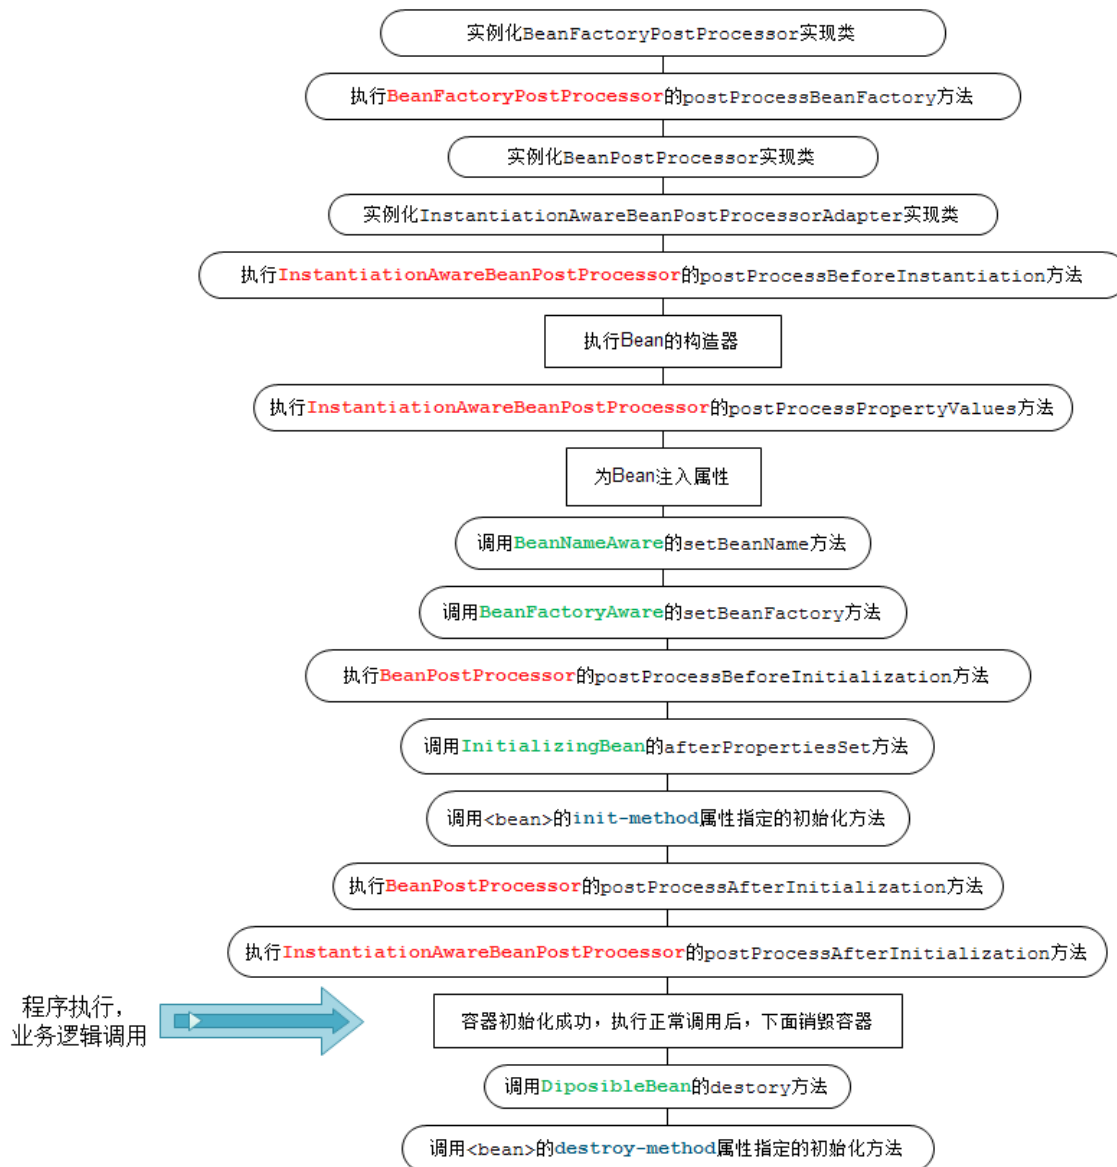 实例化BeanFactoryPostProcessor实现类
执行BeanFactoryPostProcessor的postProcessBeanFactory方法
实例化BeanPostProcessor实现类
实例化InstantiationAwareBeanPostProcessorAdapter实现类
执行InstantiationAwareBeanPostProcessor的postProcessBeforeInstantiation方法
执行Bean的构造器
执行InstantiationAwareBeanPostProcessor的postProcessPropertyValues方法
为Bean注入属性
调用BeanNameAware的setBeanName方法
调用BeanFactoryAware的setBeanFactory方法
执行BeanPostProcessor的postProcessBeforeInitialization方法
调用InitializingBean的afterPropertiesSet方法
调用<bean>的init-method属性指定的初始化方法
执行BeanPostProcessor的postProcessAfterInitialization方法
执行InstantiationAwareBeanPostProcessor的postProcessAfterInitialization方法
程序执行，
业务逻辑调用
容器初始化成功，执行正常调用后，下面销毁容器
调用DiposibleBean的destory方法
调用<bean>的destroy-method属性指定的初始化方法